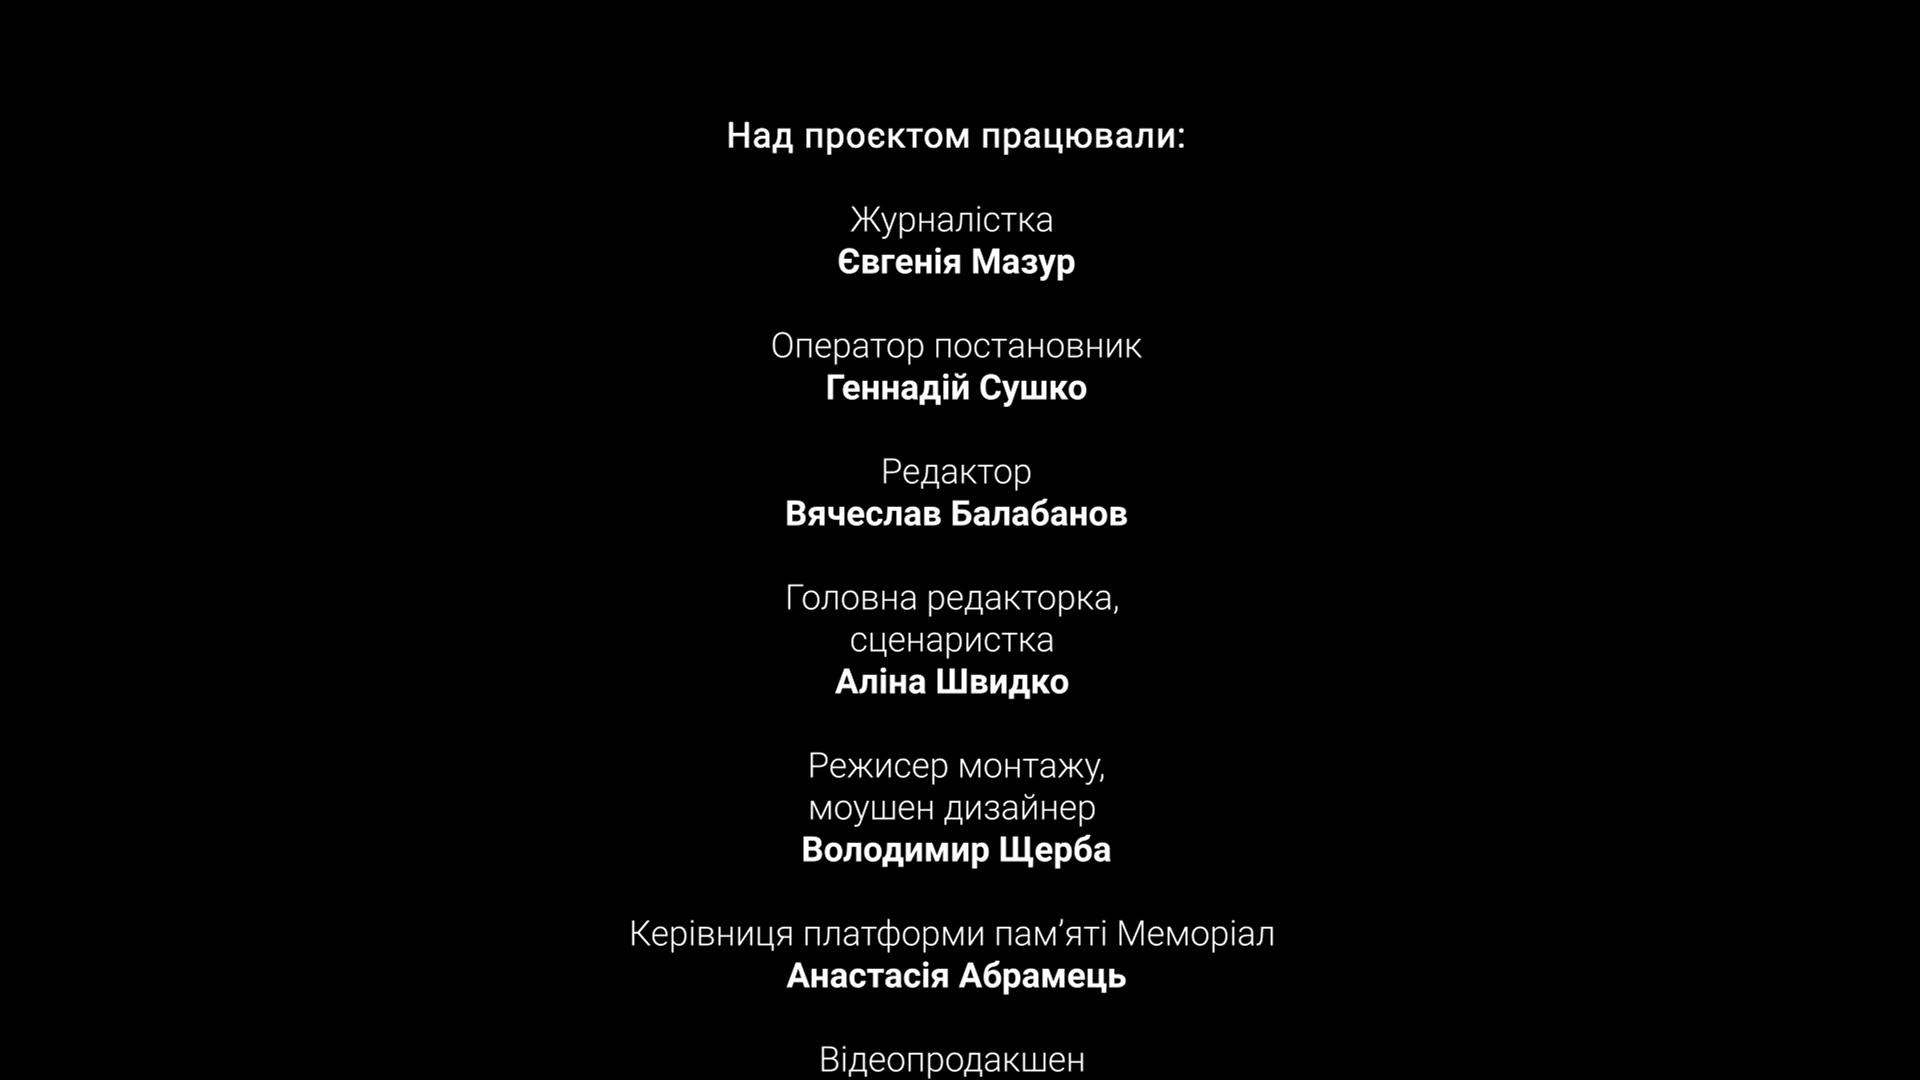 Над проєктом працювали:
Журналістка
Євгенія Мазур
Оператор постановник
Геннадій Сушко
Редактор
Вячеслав Балабанов
Головна редакторка,
сценаристка
Аліна Швидко
Режисер монтажу,
моушен дизайнер
Володимир Щерба
Керівниця платформи пам’яті Меморіал
Анастасія Абрамець
Відеопродакшен